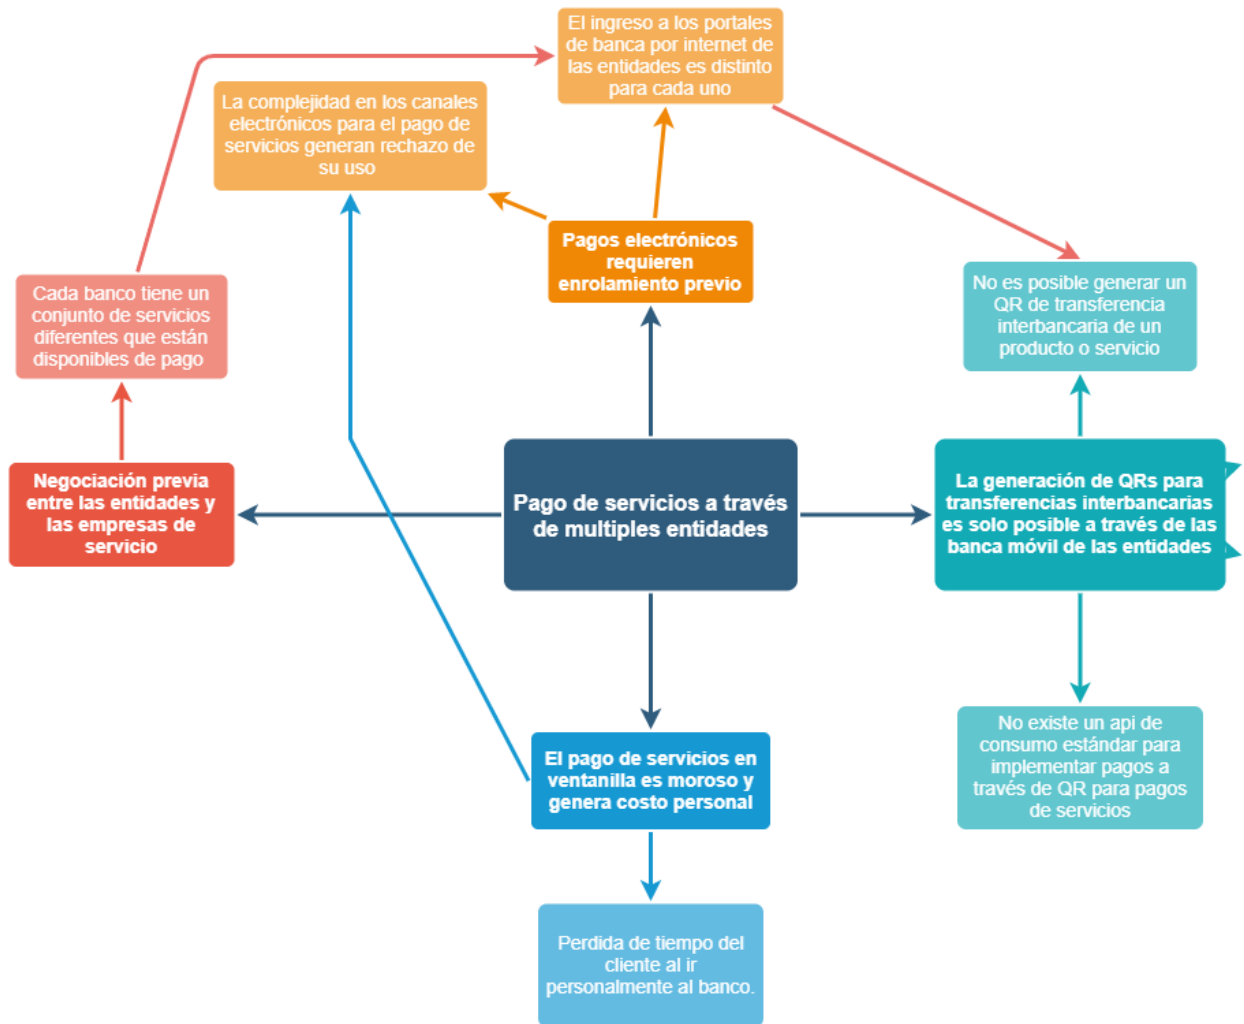 El ingreso a los portales
de banca por internet de
las entidades es distinto
para cada uno
La complejidad en los canales
electrónicos para el pago de
servicios generan rechazo de
su uso
Pagos electrónicos
requieren
enrolamiento previo
Cada banco tiene un
conjunto de servicios
diferentes que están
disponibles de pago
No es posible generar un
QR de transferencia
interbancaria de un
producto o servicio
Negociación previa
entre las entidades y
las empresas de
servicio
Pago de servicios a través
de multiples entidades
La generación de QRs para
transferencias interbancarias
es solo posible a través de las
banca móvil de las entidades
El pago de servicios en
ventanilla es moroso y
genera costo personal
No existe un api de
consumo estándar para
implementar pagos a
través de QR para pagos
de servicios
Perdida de tiempo del
cliente al ir
personalmente al banco.